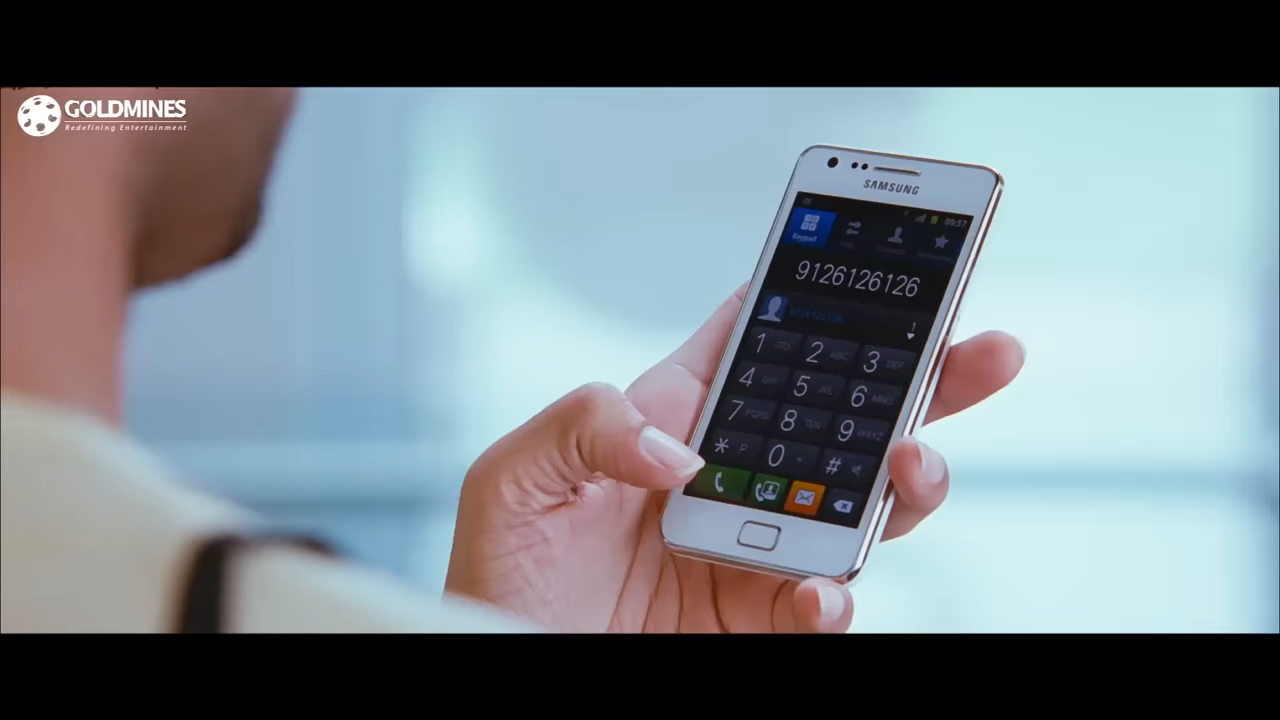 GOLDMINES
Redefining Entertainment
SAMSUNG
09:57
Keypad
9126126126
1
1
2 ABC
3 DEF
4 GHI
5 JKL
6 MNO
7 PQRS
8 TUV
9 WXYZ
* P
0 +
#